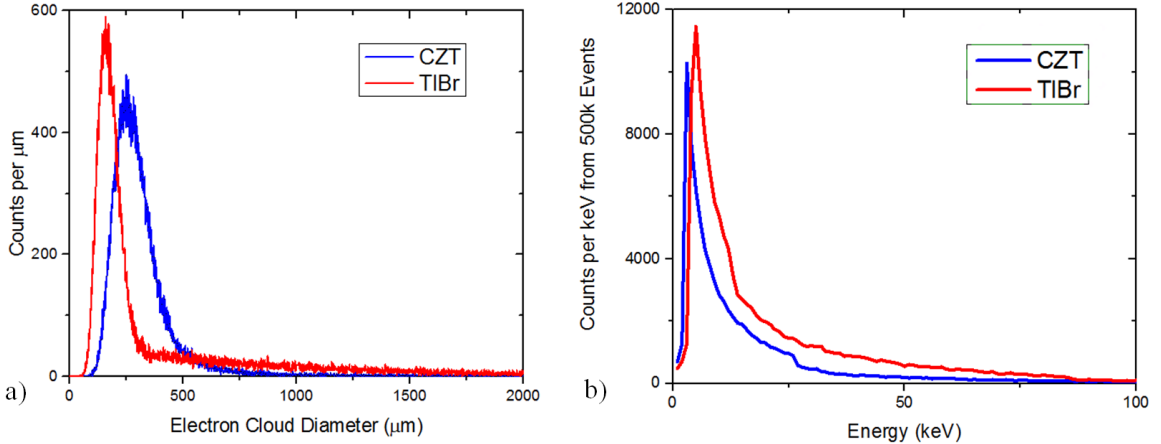 600
400
200
0
Counts per μm
CZT
TlBr
0
500
1000
1500
2000
Electron Cloud Diameter (μm)
a)
12000
8000
4000
0
Counts per keV from 500k Events
CZT
TlBr
0
50
100
Energy (keV)
b)